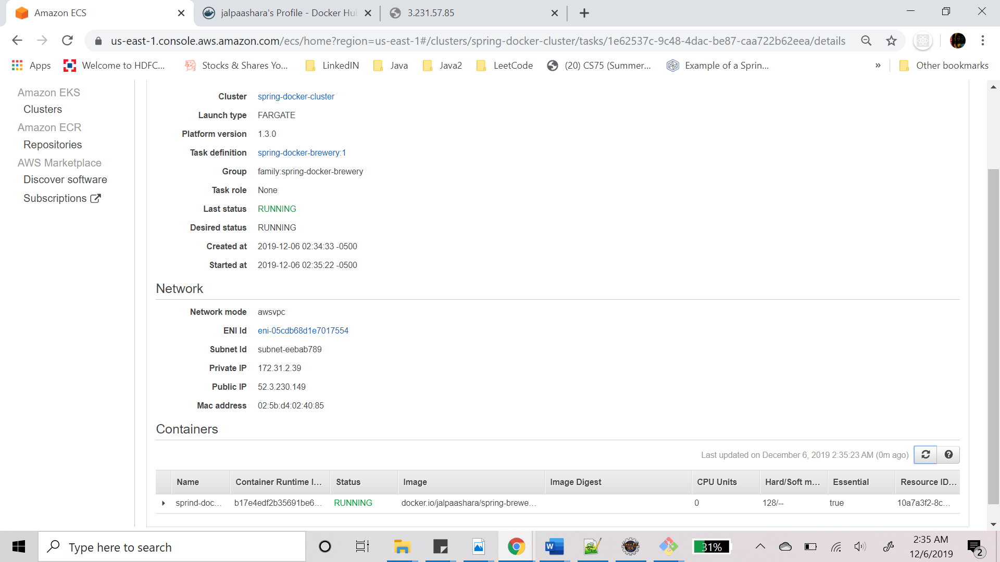 Amazon ECS
jalpaashara's Profile - Docker Hu
3.231.57.85
us-east-1.console.aws.amazon.com/ecs/home?region=us-east-1#/clusters/spring-docker-cluster/tasks/1e62537c-9c48-4dac-be87-caa722b62eea/details
Apps
Welcome to HDFC...
Stocks & Shares Yo...
LinkedIN
Java
Java2
LeetCode
(20) CS75 (Summer...
Example of a Sprin...
»
Other bookmarks
Amazon EKS
Clusters
Amazon ECR
Repositories
AWS Marketplace
Discover software
Subscriptions
Cluster spring-docker-cluster
Launch type FARGATE
Platform version 1.3.0
Task definition spring-docker-brewery:1
Group family:spring-docker-brewery
Task role None
Last status RUNNING
Desired status RUNNING
Created at 2019-12-06 02:34:33 -0500
Started at 2019-12-06 02:35:22 -0500
Network
Network mode awsvpc
ENI Id eni-05cdb68d1e7017554
Subnet Id subnet-eebab789
Private IP 172.31.2.39
Public IP 52.3.230.149
Mac address 02:5b:d4:02:40:85
Containers
Last updated on December 6, 2019 2:35:23 AM (0m ago)
Name Container Runtime I... Status Image Image Digest CPU Units Hard/Soft m... Essential Resource ID...
sprind-doc... b17e4edf2b35691be6... RUNNING docker.io/jalpaashara/spring-brewe... 0 128/-- true 10a7a3f2-8c...
Type here to search
31%
2:35 AM
12/6/2019
2